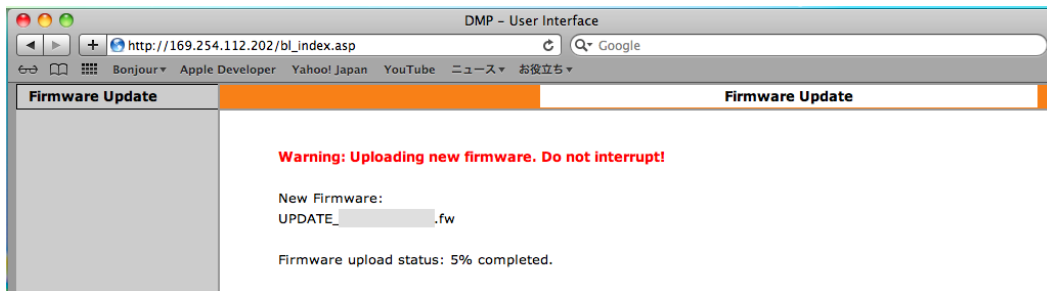 DMP – User Interface
http://169.254.112.202/bl_index.asp
Google
Bonjour Apple Developer Yahoo! Japan YouTube ニュース お役立ち
Firmware Update
Firmware Update
Warning: Uploading new firmware. Do not interrupt!
New Firmware:
UPDATE_ .fw
Firmware upload status: 5% completed.